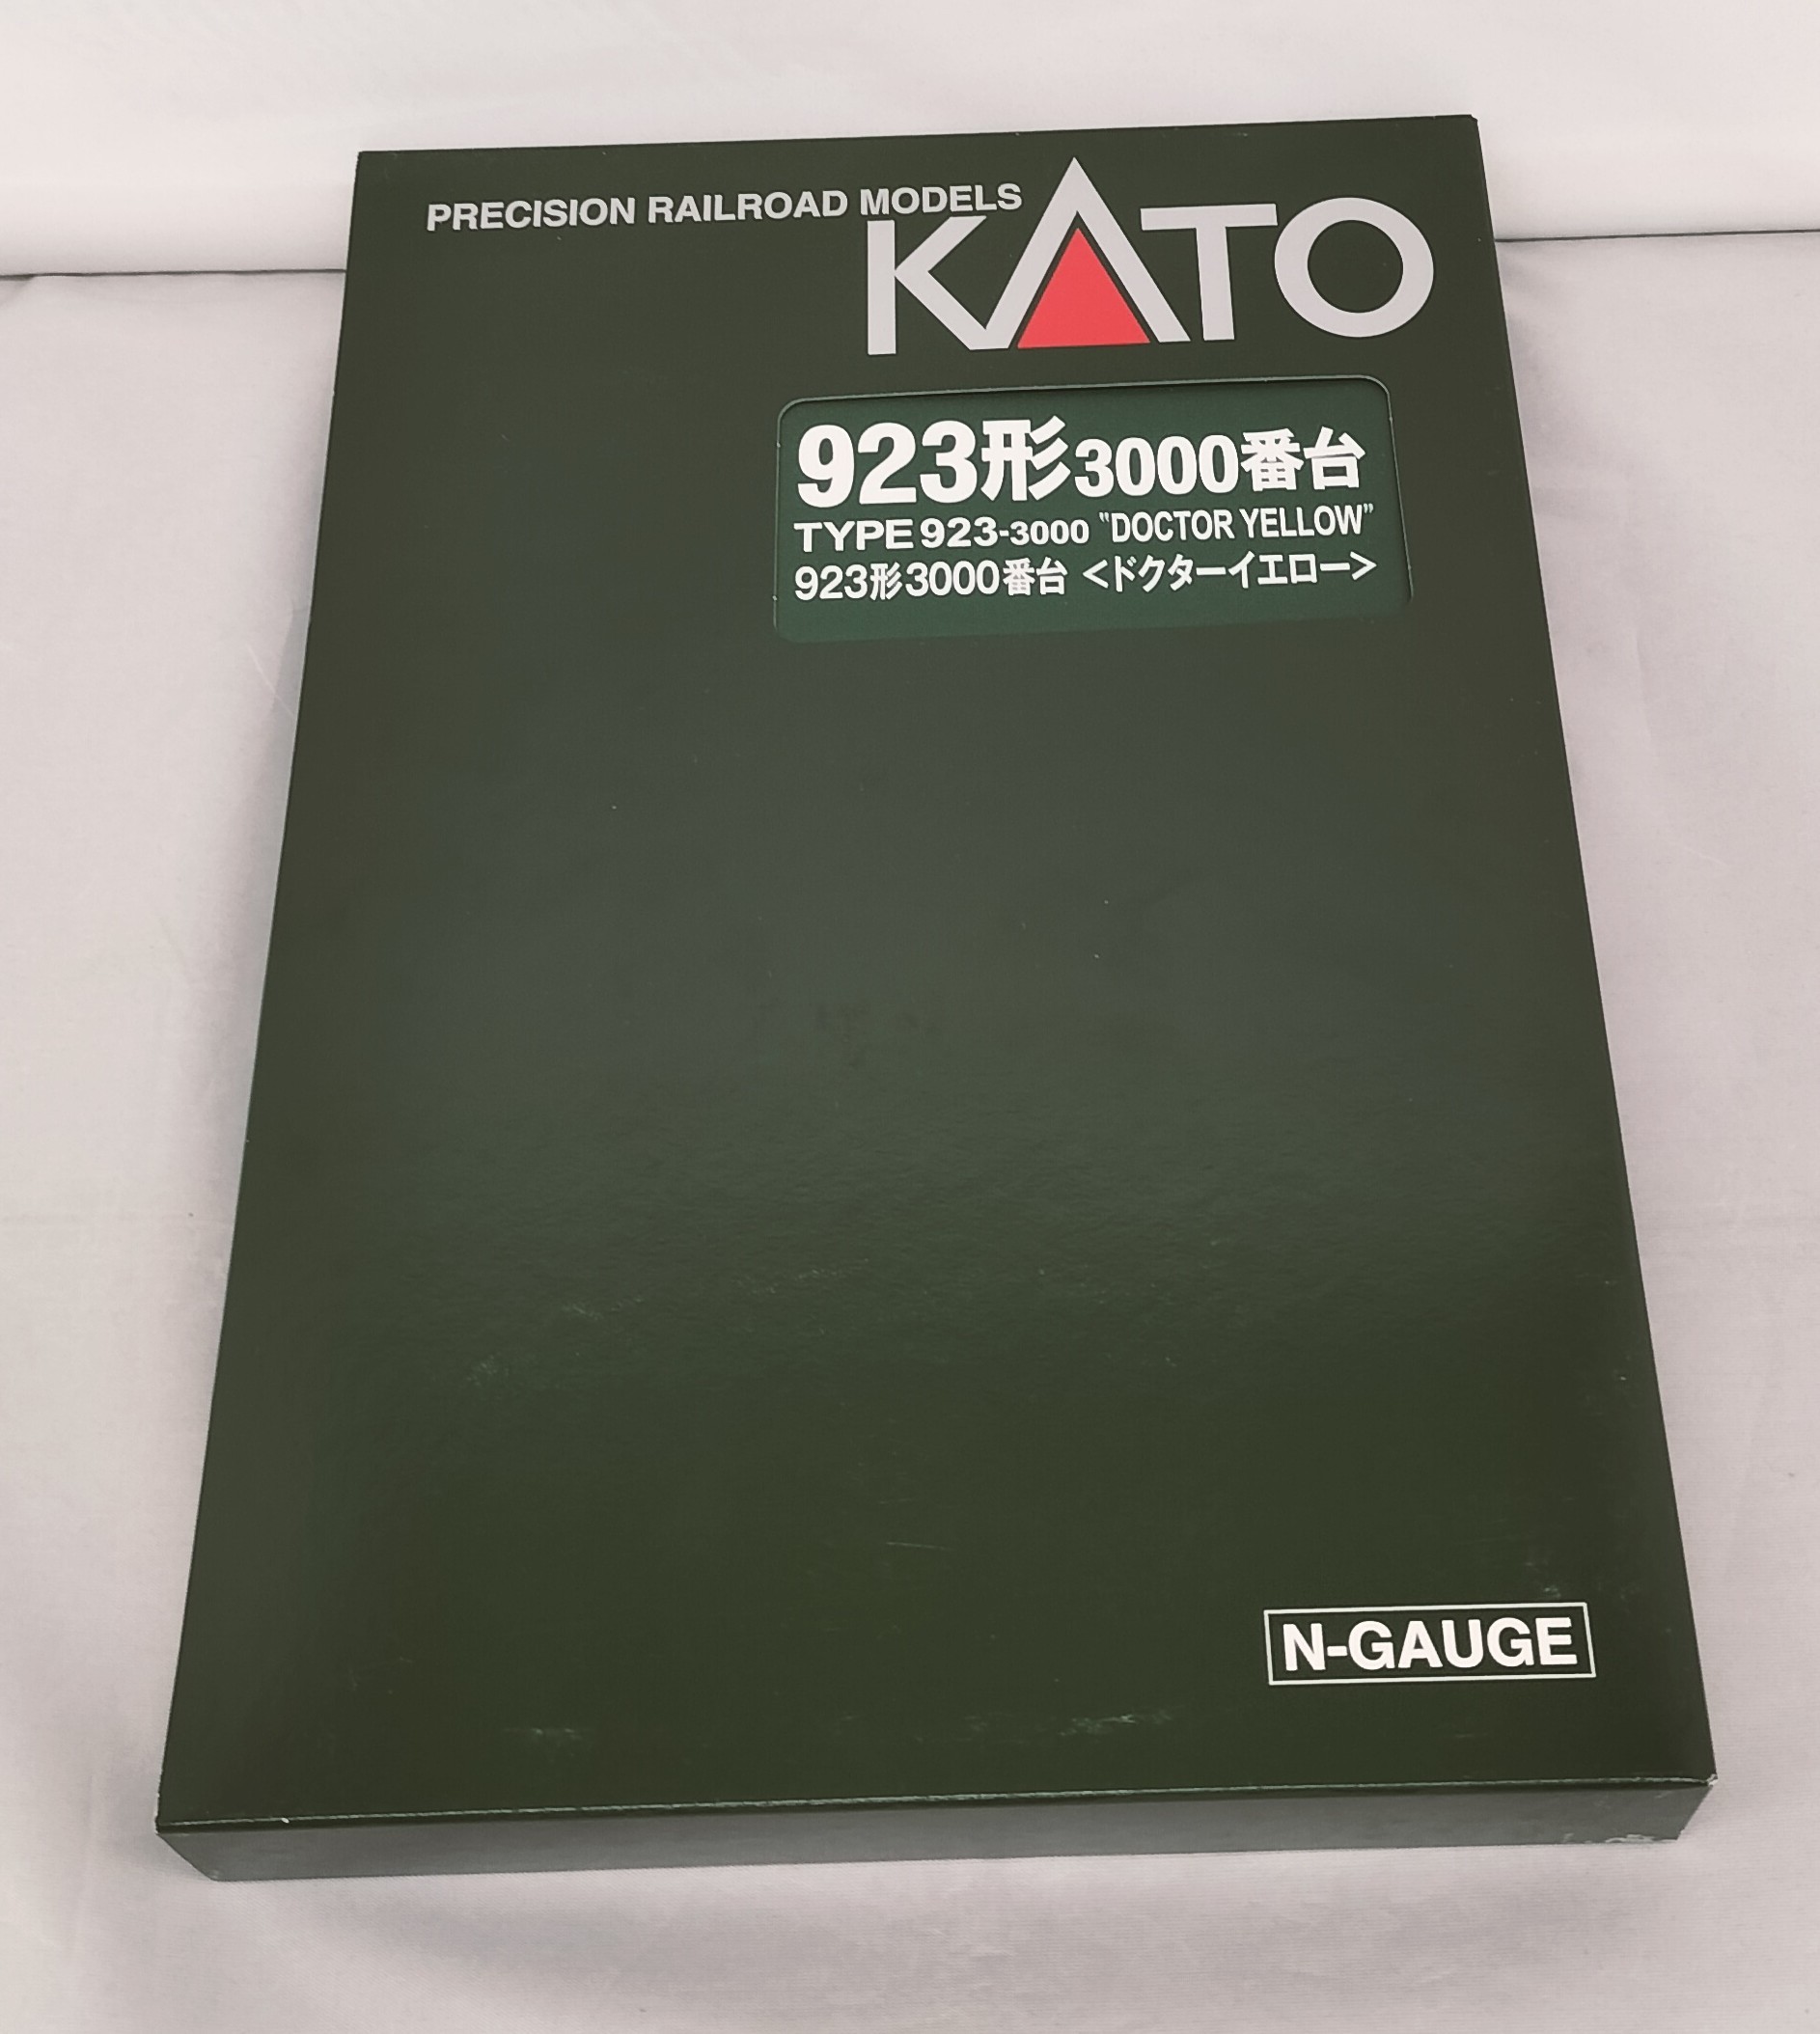 PRECISION RAILROAD MODELS
KATO
923形3000番台
TYPE 923-3000 "DOCTOR YELLOW"
923形3000番台 <ドクターイエロー>
N-GAUGE